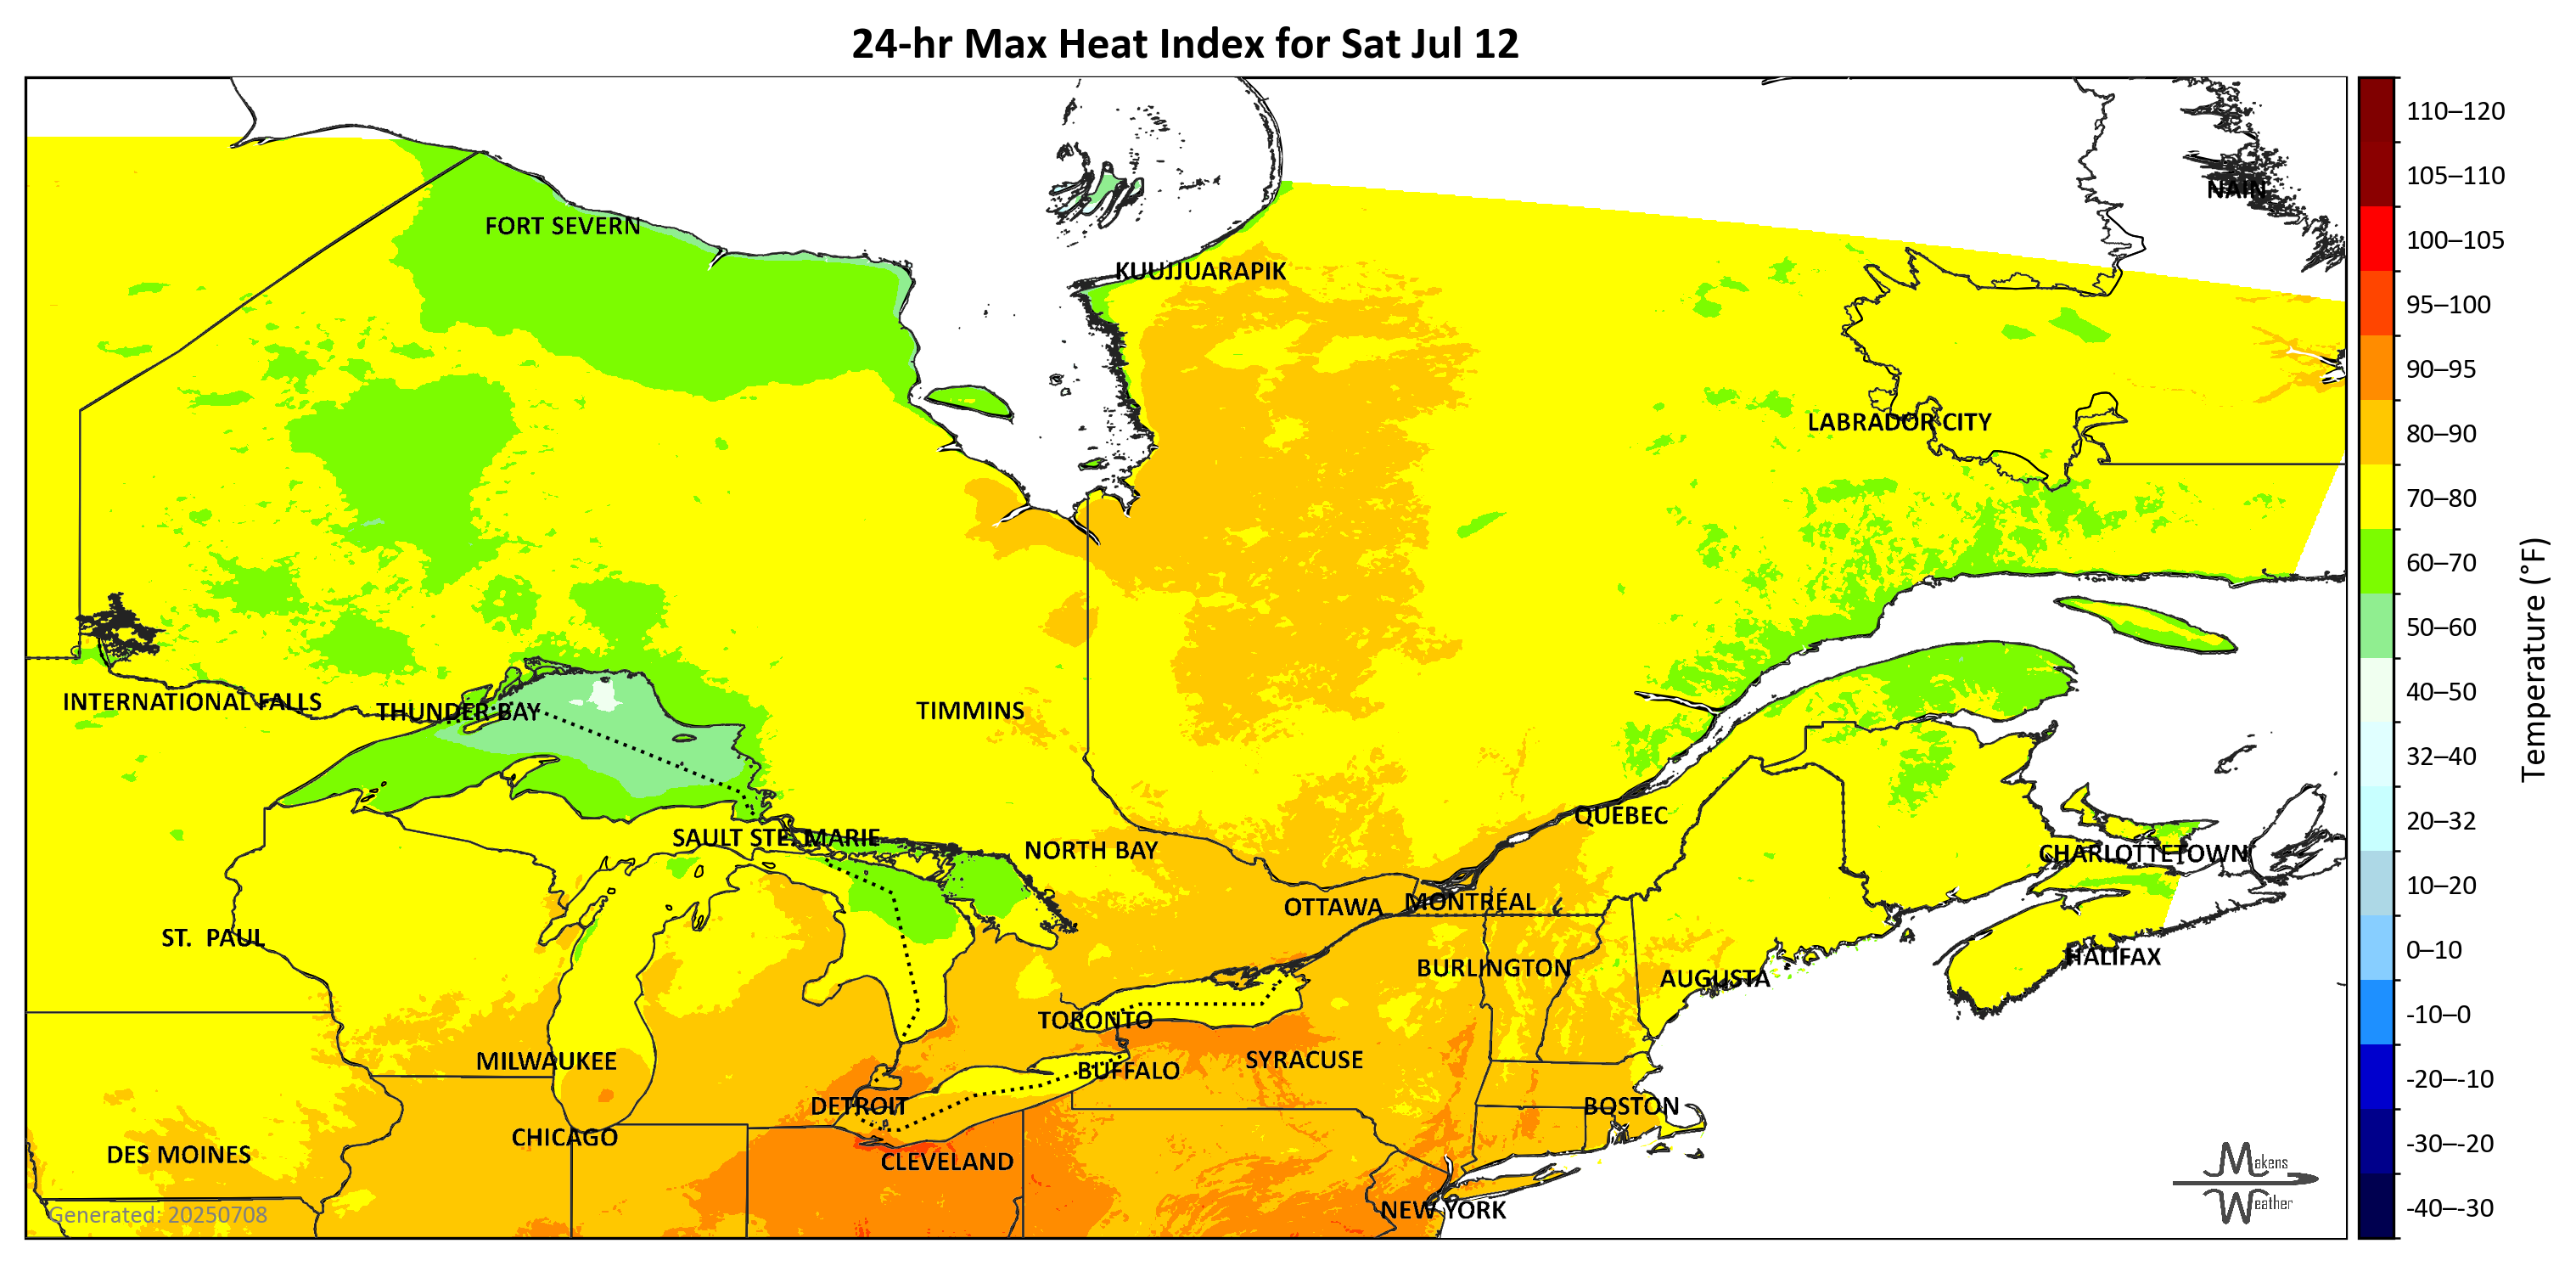 24-hr Max Heat Index for Sat Jul 12
110–120
105–110
NAIN
FORT SEVERN
100–105
KUUJJUARAPIK
95–100
90–95
LABRADOR CITY
80–90
70–80
60–70
50–60
Temperature (°F)
INTERNATIONAL FALLS
THUNDER BAY
TIMMINS
40–50
32–40
QUÉBEC
20–32
SAULT STE. MARIE
NORTH BAY
CHARLOTTETOWN
10–20
OTTAWA
MONTRÉAL
ST. PAUL
0–10
HALIFAX
BURLINGTON
AUGUSTA
TORONTO
-10–0
MILWAUKEE
SYRACUSE
BUFFALO
-20–-10
DETROIT
BOSTON
CHICAGO
-30–-20
DES MOINES
CLEVELAND
Makens
Weather
NEW YORK
-40–-30
Generated: 20250708